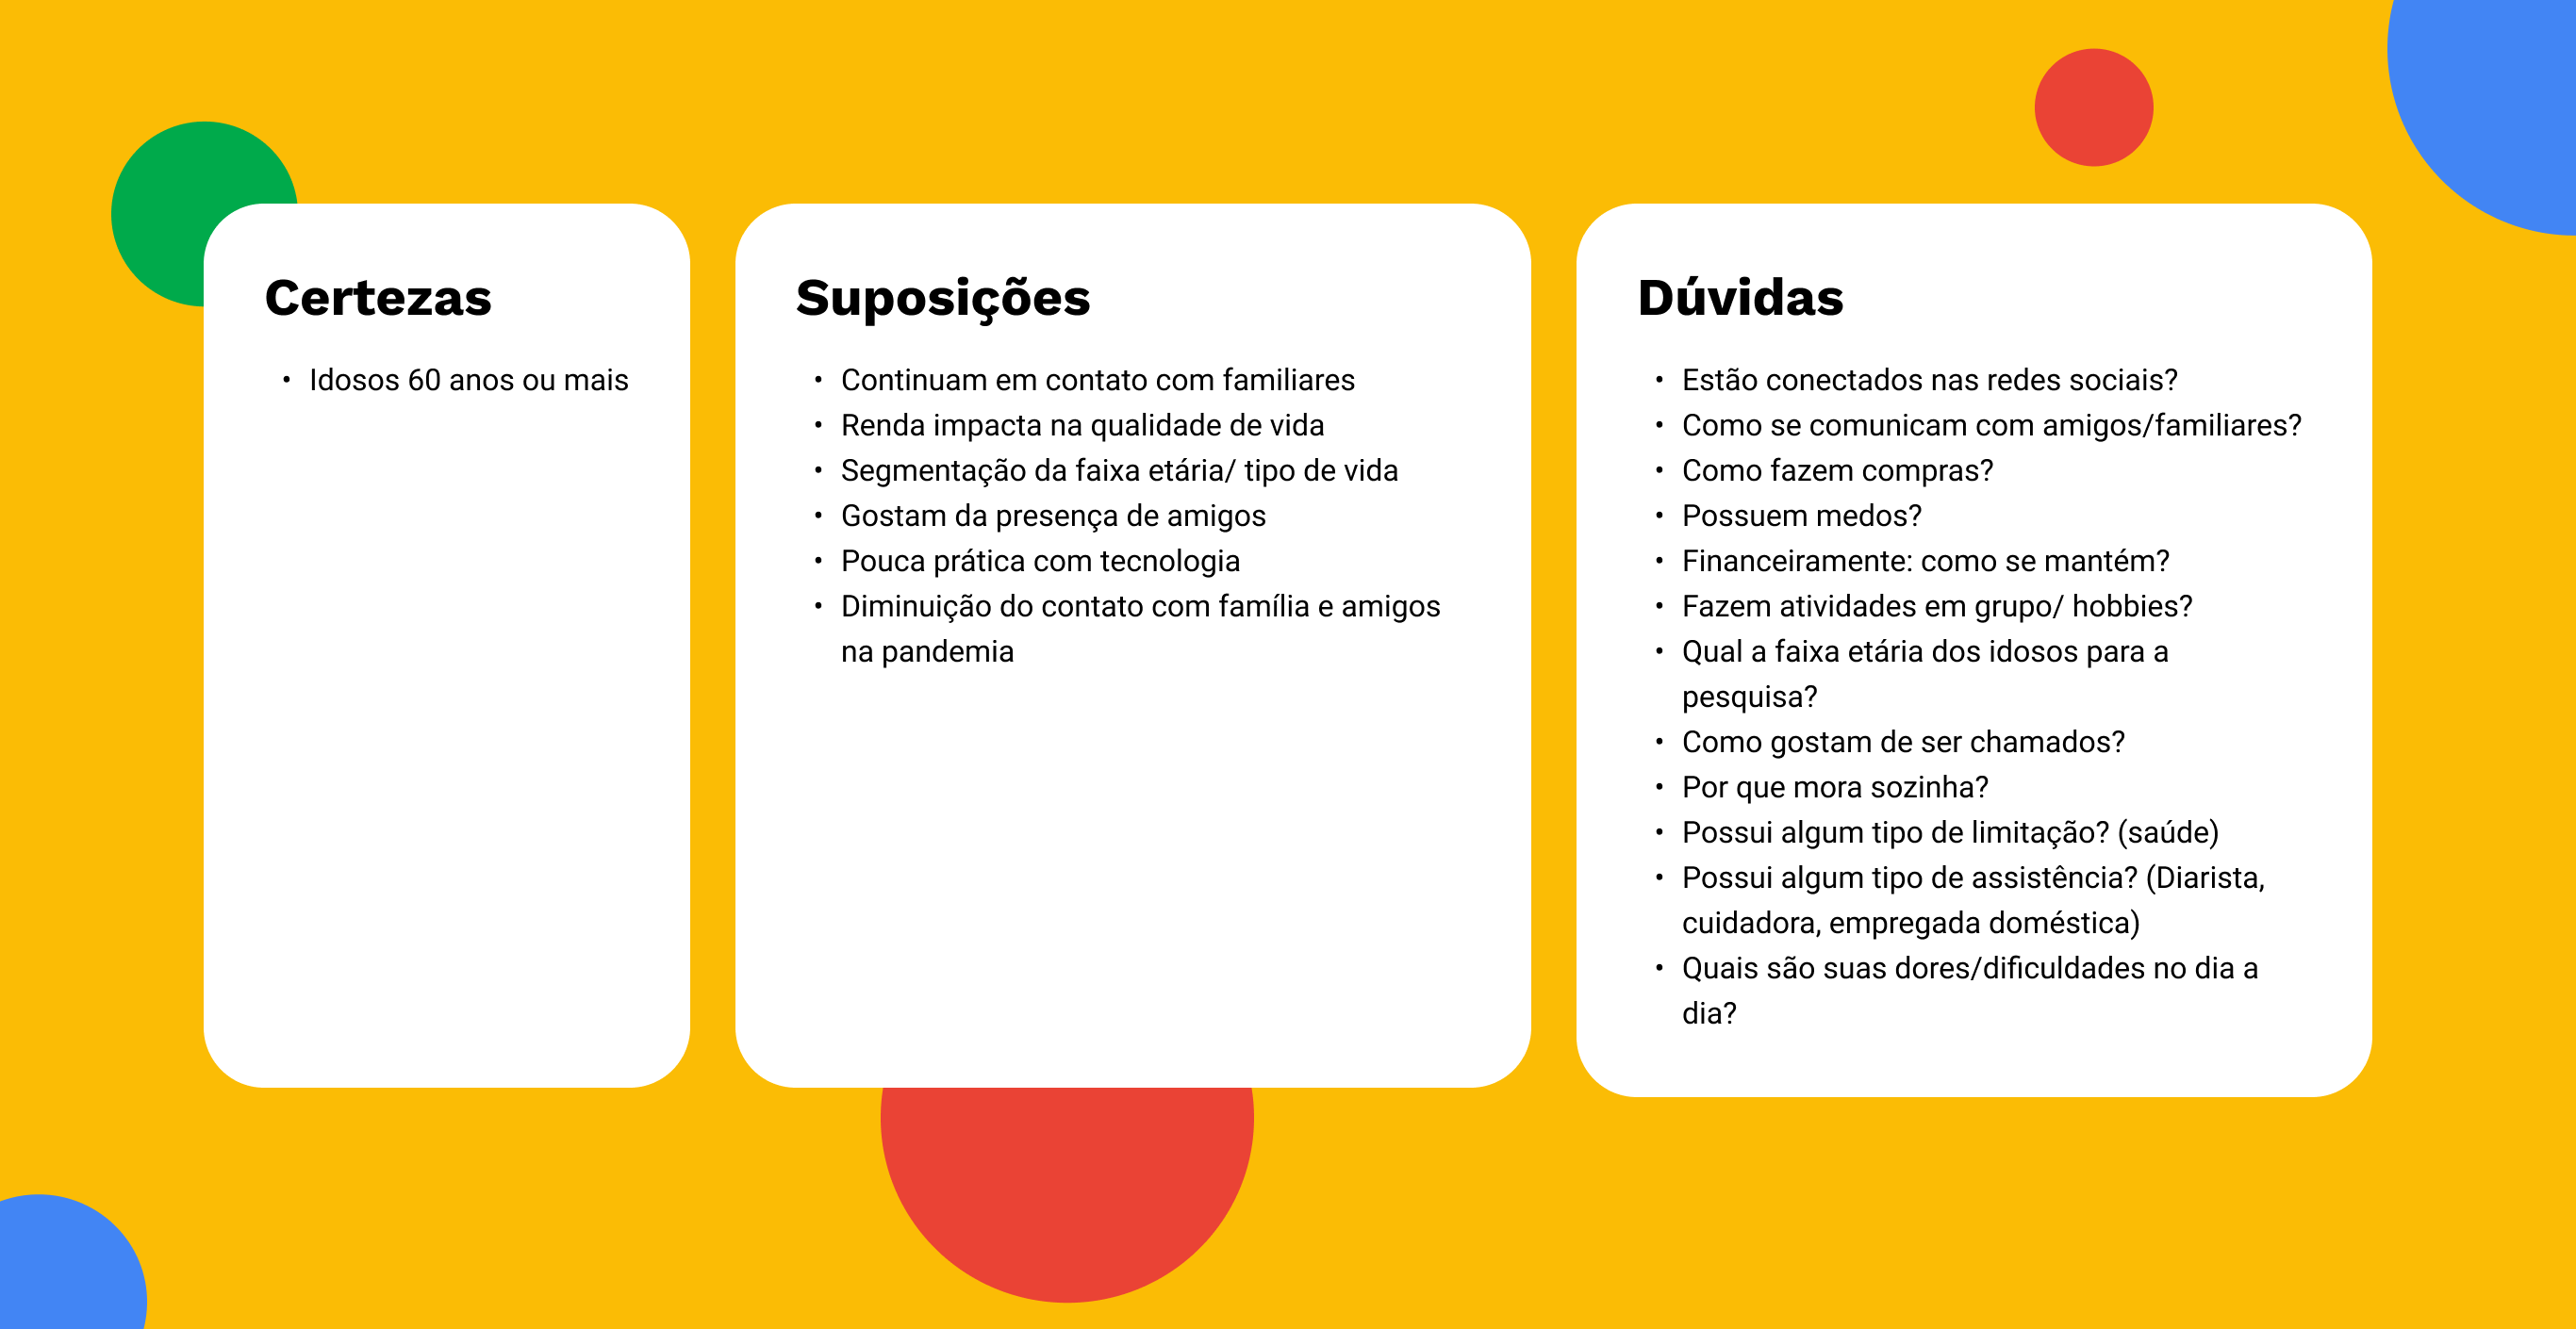 Certezas
• Idosos 60 anos ou mais
Suposições
• Continuam em contato com familiares
• Renda impacta na qualidade de vida
• Segmentação da faixa etária/ tipo de vida
• Gostam da presença de amigos
• Pouca prática com tecnologia
• Diminuição do contato com família e amigos
na pandemia
Dúvidas
• Estão conectados nas redes sociais?
• Como se comunicam com amigos/familiares?
• Como fazem compras?
• Possuem medos?
• Financeiramente: como se mantém?
• Fazem atividades em grupo/ hobbies?
• Qual a faixa etária dos idosos para a
pesquisa?
• Como gostam de ser chamados?
• Por que mora sozinha?
• Possui algum tipo de limitação? (saúde)
• Possui algum tipo de assistência? (Diarista,
cuidadora, empregada doméstica)
• Quais são suas dores/dificuldades no dia a
dia?